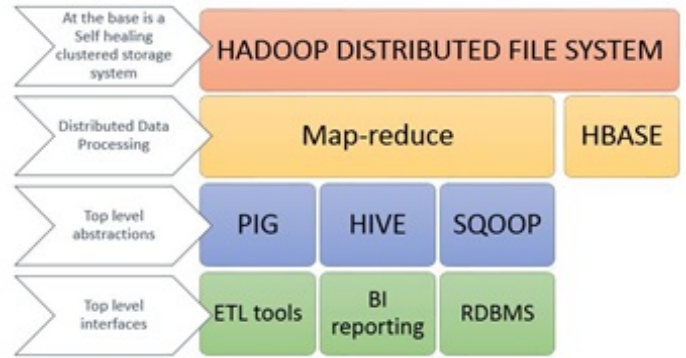 At the base is a
Self healing
clustered storage
system
HADOOP DISTRIBUTED FILE SYSTEM
Distributed Data
Processing
Map-reduce
HBASE
Top level
abstractions
PIG
HIVE
SQOOP
Top level
interfaces
ETL tools
BI
reporting
RDBMS